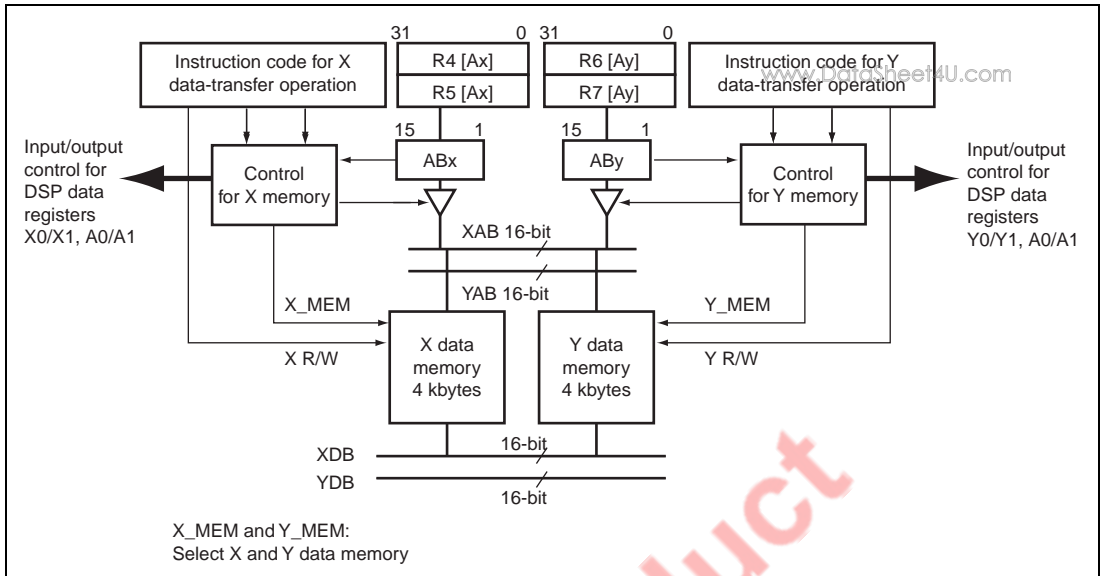 31 0 31 0
Instruction code for X
data-transfer operation
R4 [Ax]
R5 [Ax]
R6 [Ay]
R7 [Ay]
Instruction code for Y
data-transfer operation
www.DataSheet4U.com
15 1
15 1
Input/output
control for
DSP data
registers
X0/X1, A0/A1
Control
for X memory
ABx
ABy
Control
for Y memory
Input/output
control for
DSP data
registers
Y0/Y1, A0/A1
XAB 16-bit
YAB 16-bit
X_MEM
Y_MEM
X R/W
X data
memory
4 kbytes
Y data
memory
4 kbytes
Y R/W
XDB
16-bit
YDB
16-bit
X_MEM and Y_MEM:
Select X and Y data memory